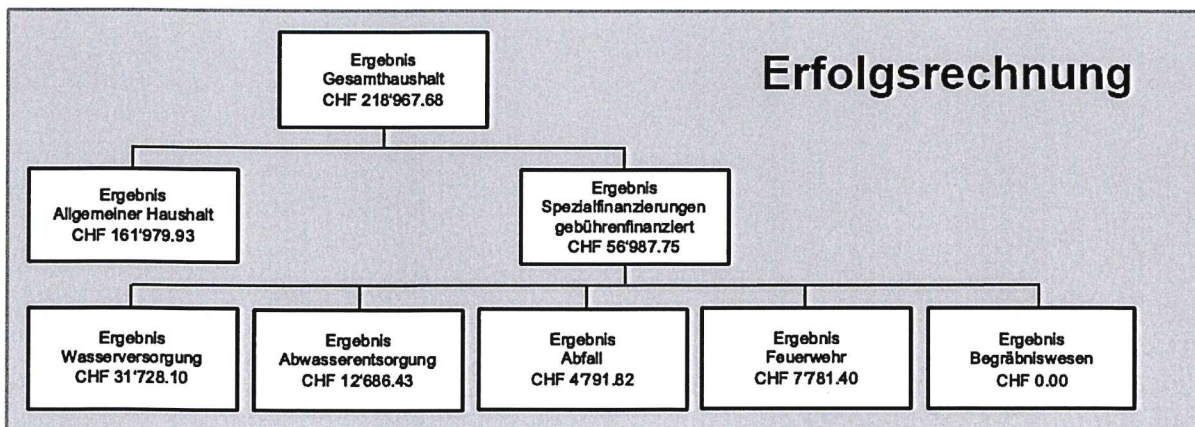 Erfolgsrechnung
Ergebnis
Gesamthaushalt
CHF 218'967.68
Ergebnis
Allgemeiner Haushalt
CHF 161'979.93
Ergebnis
Spezialfinanzierungen
gebührenfinanziert
CHF 56'987.75
Ergebnis
Wasserversorgung
CHF 31'728.10
Ergebnis
Abwasserentsorgung
CHF 12'686.43
Ergebnis
Abfall
CHF 4'791.82
Ergebnis
Feuerwehr
CHF 7'781.40
Ergebnis
Begräbniswesen
CHF 0.00